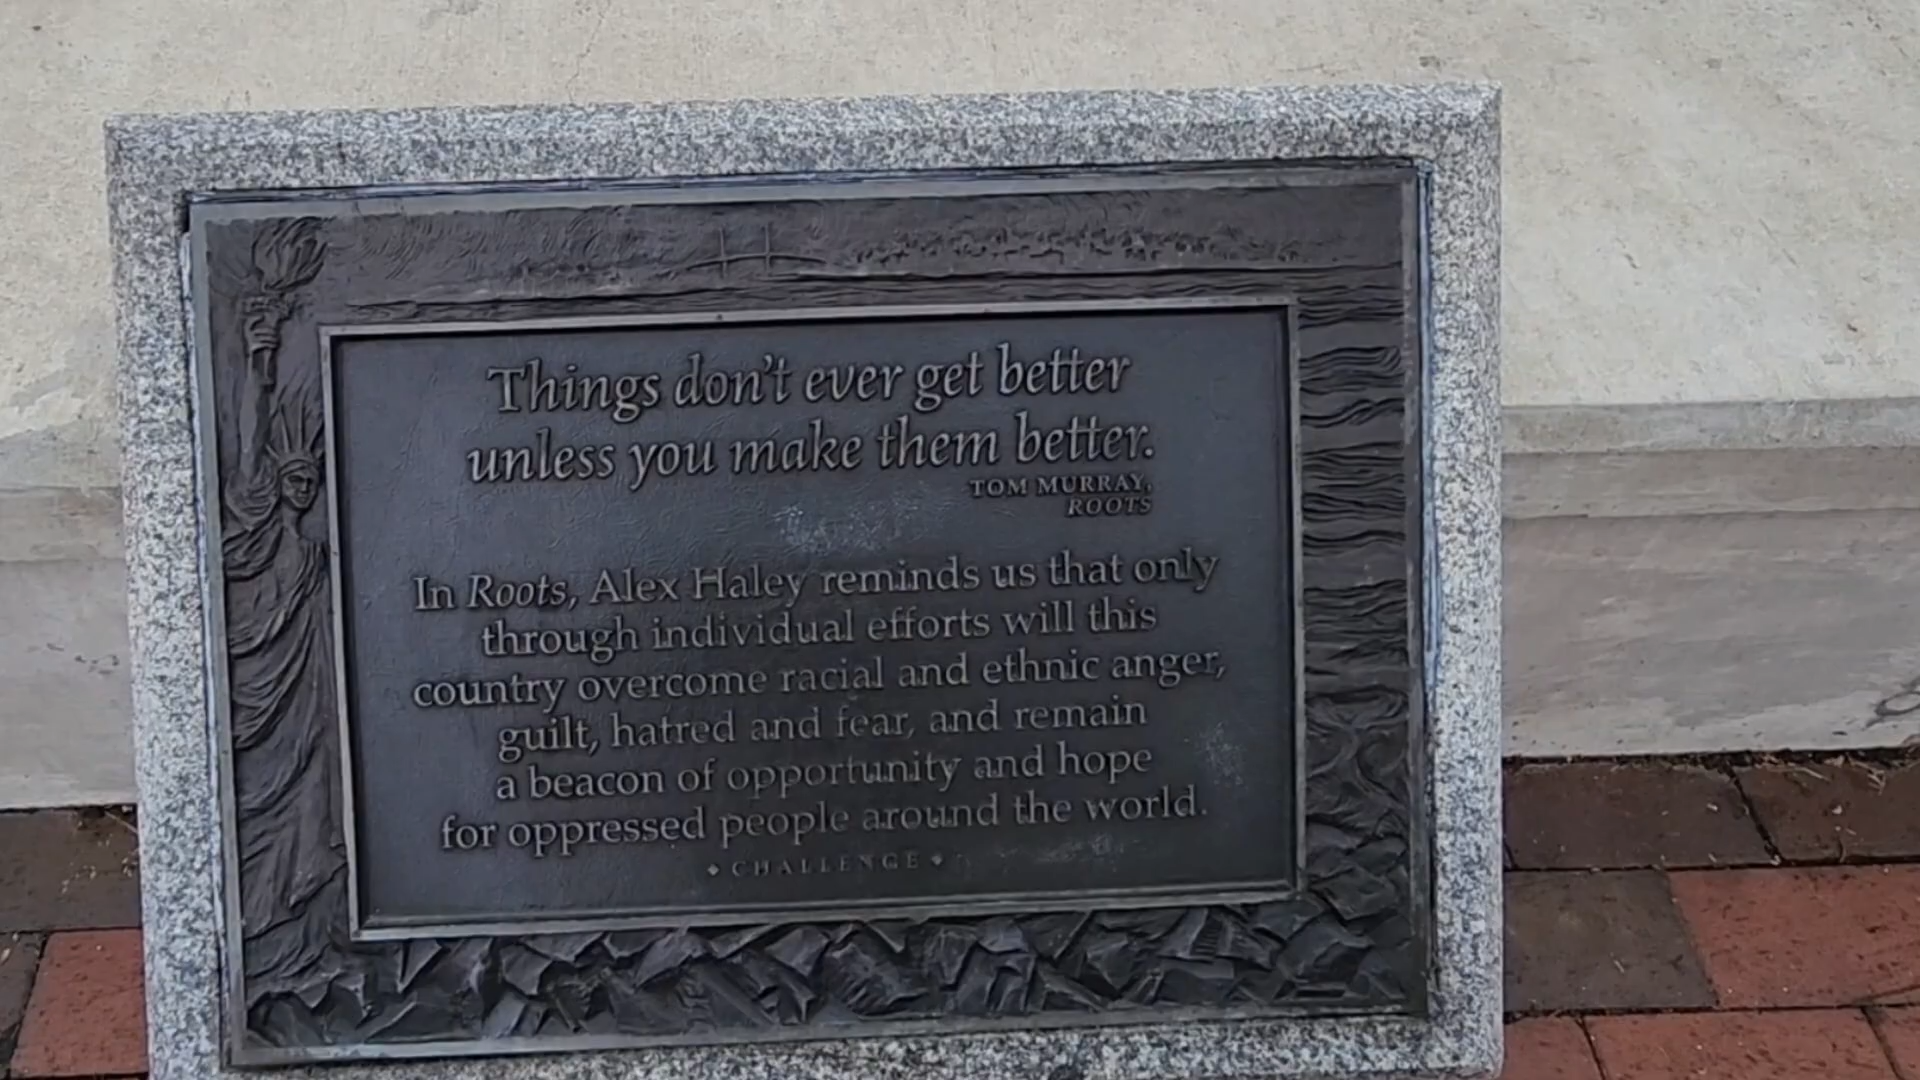 Things don't ever get better
unless you make them better.
TOM MURRAY,
ROOTS
In Roots, Alex Haley reminds us that only
through individual efforts will this
country overcome racial and ethnic anger,
guilt, hatred and fear, and remain
a beacon of opportunity and hope
for oppressed people around the world.
◆ CHALLENGE ◆